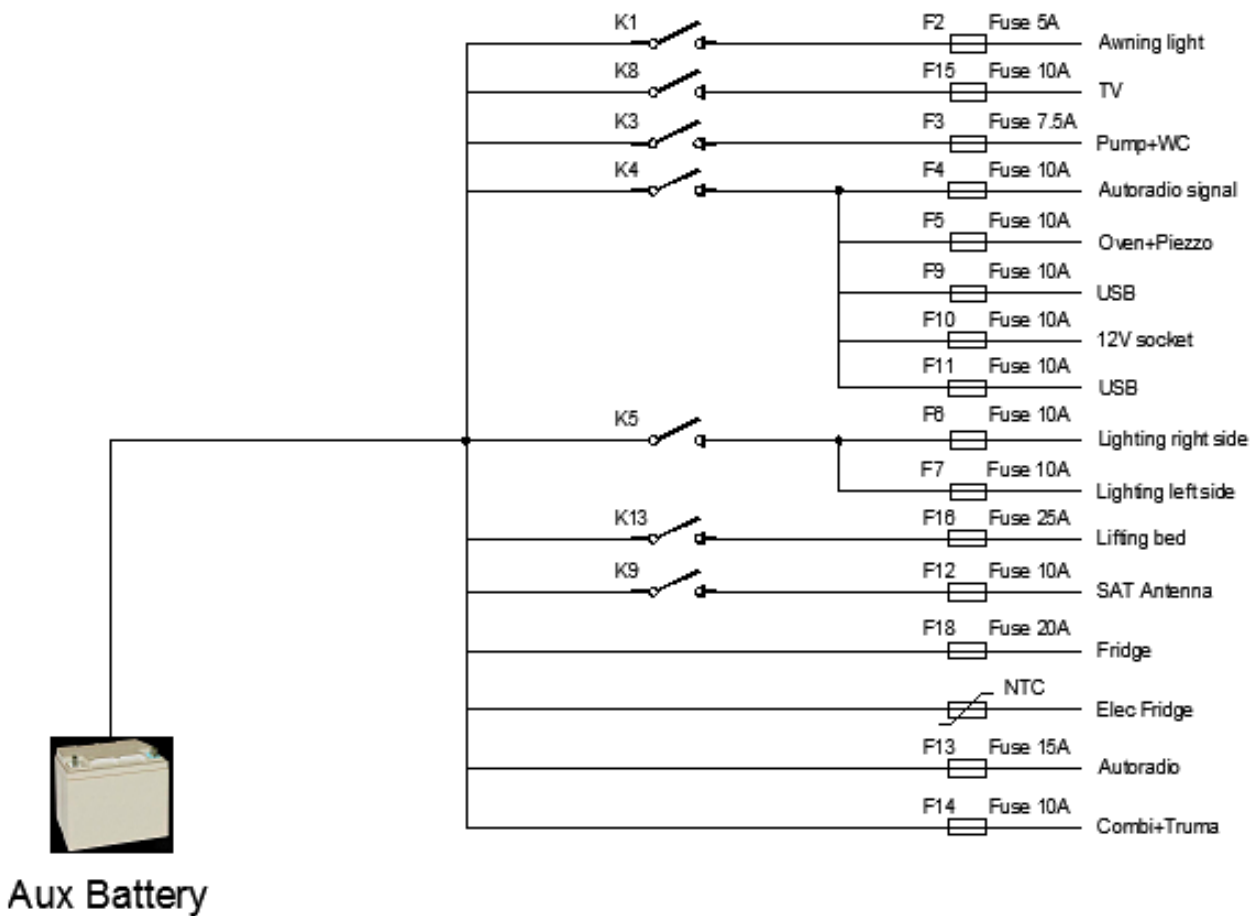 K1 F2 Fuse 5A
Awning light
K8 F15 Fuse 10A
TV
K3 F3 Fuse 7.5A
Pump+WC
K4 F4 Fuse 10A
Autoradio signal
F5 Fuse 10A
Oven+Piezzo
F9 Fuse 10A
USB
F10 Fuse 10A
12V socket
F11 Fuse 10A
USB
K5 F6 Fuse 10A
Lighting right side
F7 Fuse 10A
Lighting left side
K13 F16 Fuse 25A
Lifting bed
K9 F12 Fuse 10A
SAT Antenna
F18 Fuse 20A
Fridge
NTC
Elec Fridge
F13 Fuse 15A
Autoradio
F14 Fuse 10A
Combi+Truma
Aux Battery